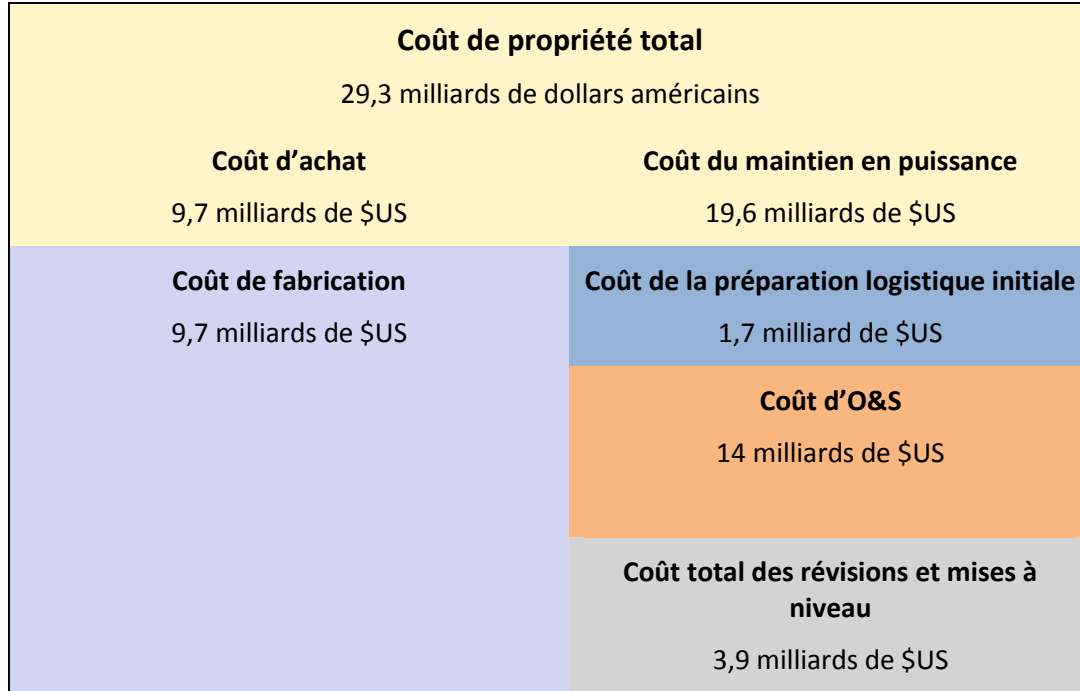 Coût de propriété total
29,3 milliards de dollars américains
Coût d’achat
9,7 milliards de $US
Coût du maintien en puissance
19,6 milliards de $US
Coût de fabrication
9,7 milliards de $US
Coût de la préparation logistique initiale
1,7 milliard de $US
Coût d’O&S
14 milliards de $US
Coût total des révisions et mises à
niveau
3,9 milliards de $US